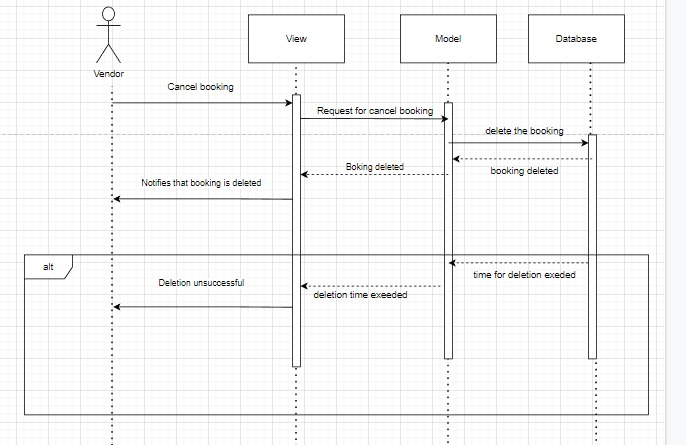 View
Model
Database
Vendor
Cancel booking
Request for cancel booking
delete the booking
Boking deleted
booking deleted
Notifies that booking is deleted
alt
time for deletion exeded
Deletion unsuccessful
deletion time exeeded